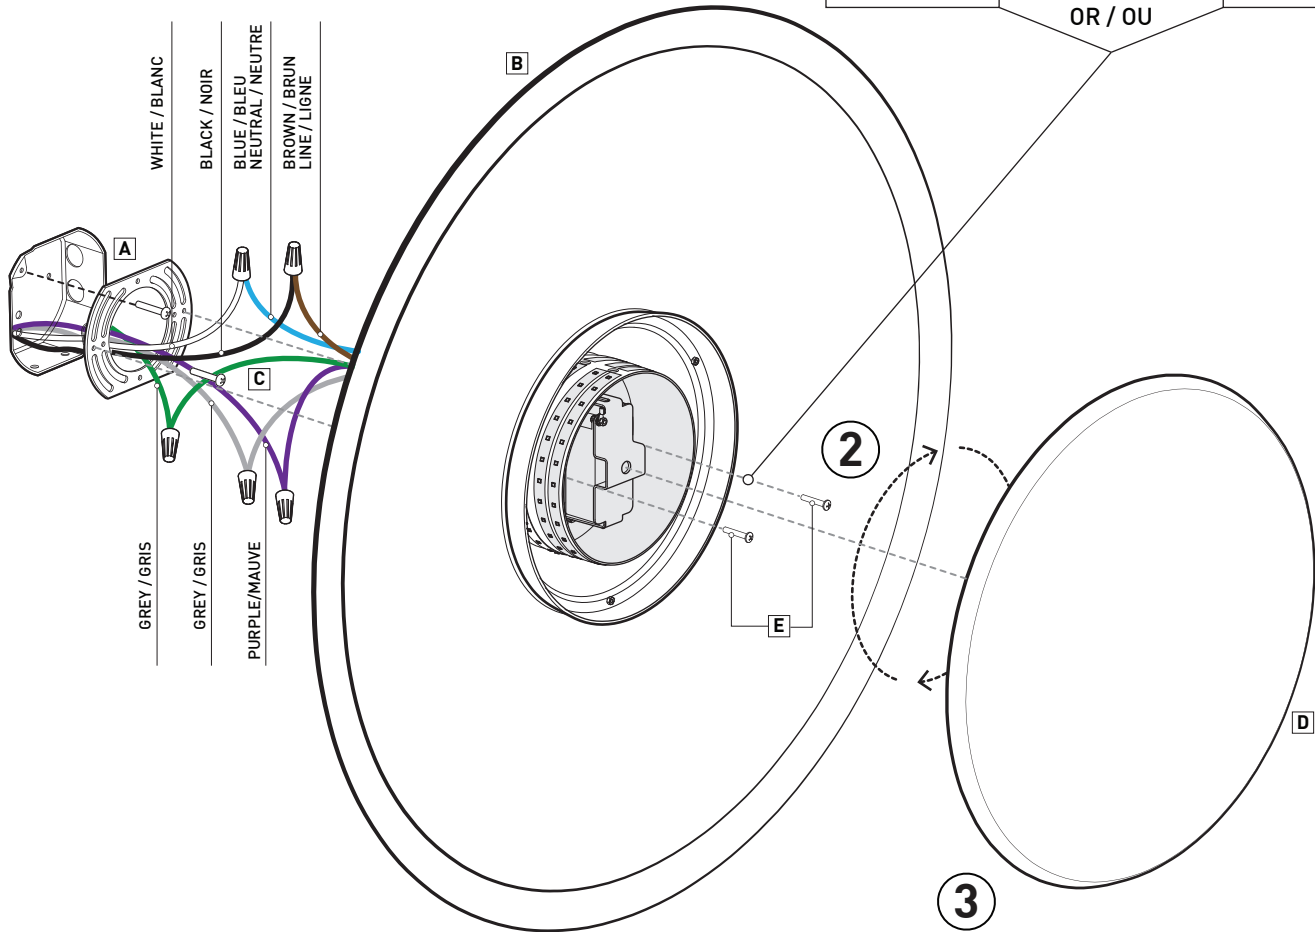 OR / OU
B
WHITE / BLANC
BLACK / NOIR
BLUE / BLEU
NEUTRAL / NEUTRE
BROWN / BRUN
LINE / LIGNE
A
C
2
GREY / GRIS
GREY / GRIS
PURPLE/MAUVE
E
D
3